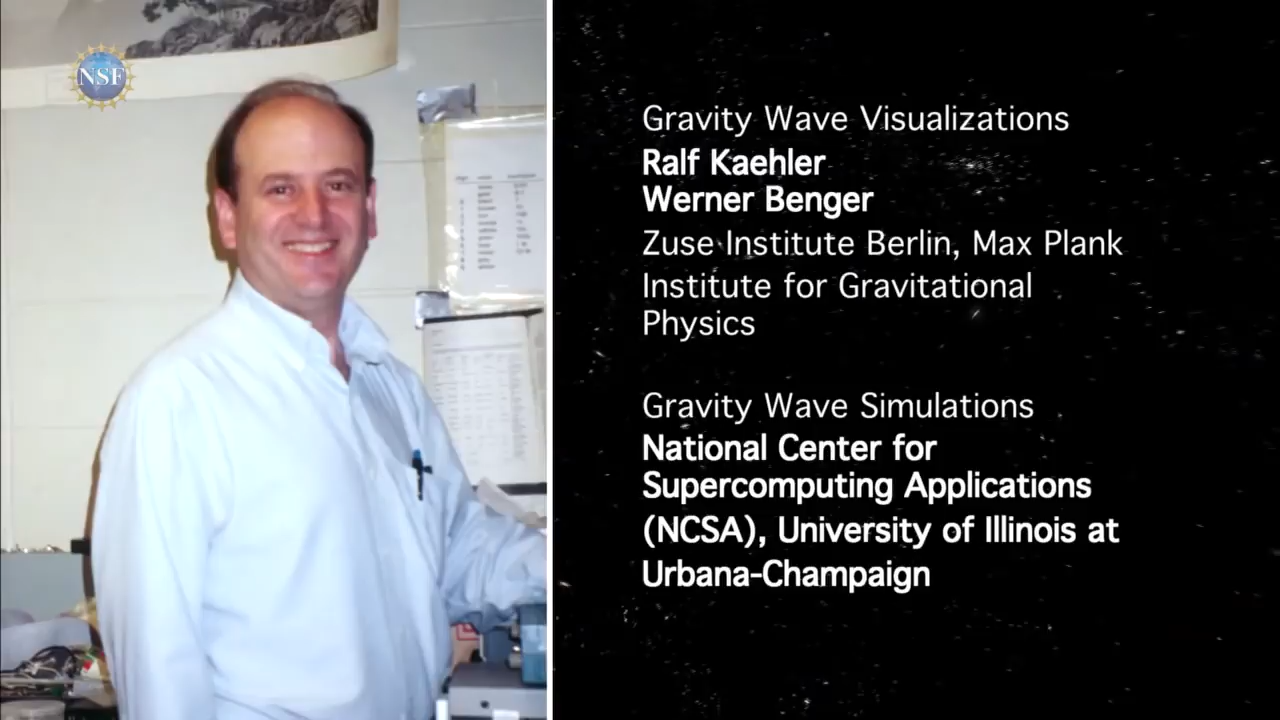 NSF
Gravity Wave Visualizations
Ralf Kaehler
Werner Benger
Zuse Institute Berlin, Max Plank
Institute for Gravitational
Physics
Gravity Wave Simulations
National Center for
Supercomputing Applications
(NCSA), University of Illinois at
Urbana-Champaign